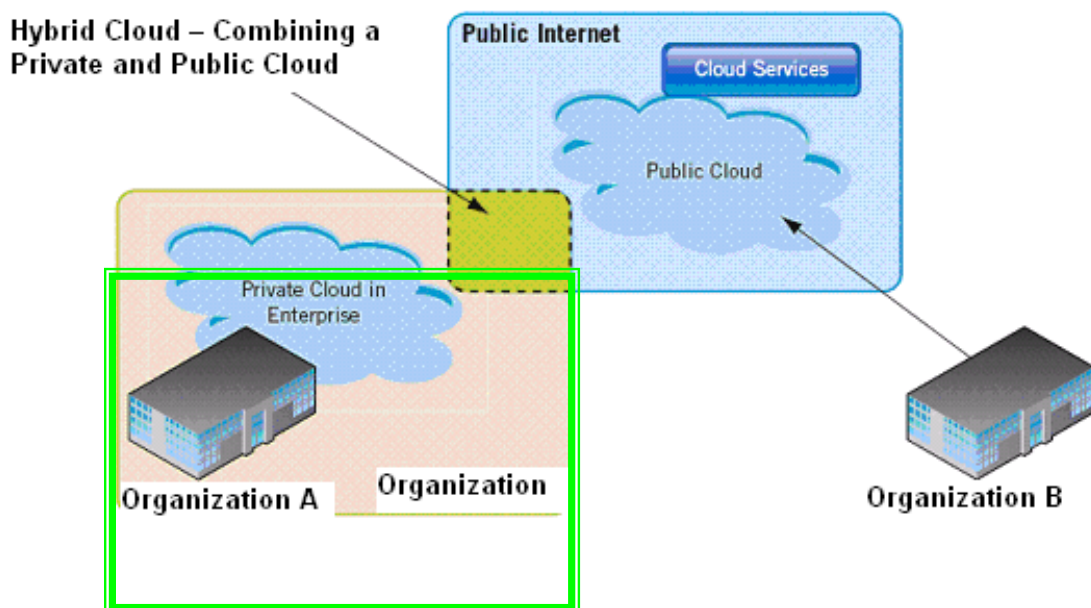 Hybrid Cloud – Combining a
Private and Public Cloud
Public Internet
Cloud Services
Public Cloud
Private Cloud in
Enterprise
Organization A
Organization
Organization B